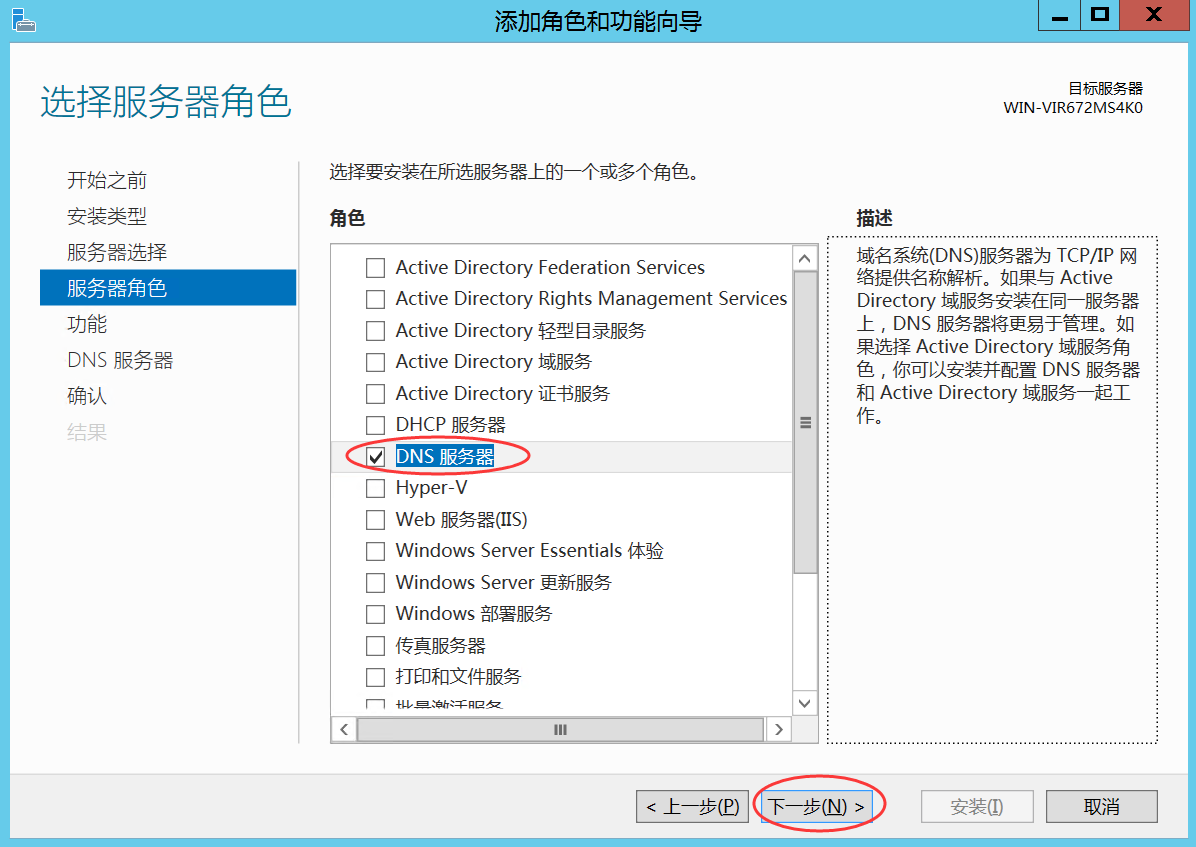 添加角色和功能向导
选择服务器角色
目标服务器
WIN-VIR672MS4K0
开始之前
安装类型
服务器选择
服务器角色
功能
DNS 服务器
确认
结果
选择要安装在所选服务器上的一个或多个角色。
角色
Active Directory Federation Services
Active Directory Rights Management Services
Active Directory 轻型目录服务
Active Directory 域服务
Active Directory 证书服务
DHCP 服务器
DNS 服务器
Hyper-V
Web 服务器(IIS)
Windows Server Essentials 体验
Windows Server 更新服务
Windows 部署服务
传真服务器
打印和文件服务
批量激活服务
描述
域名系统(DNS)服务器为 TCP/IP 网
络提供名称解析。如果与 Active
Directory 域服务安装在同一服务器
上，DNS 服务器将更易于管理。如
果选择 Active Directory 域服务角
色，你可以安装并配置 DNS 服务器
和 Active Directory 域服务一起工
作。
< 上一步(P)
下一步(N) >
安装(I)
取消